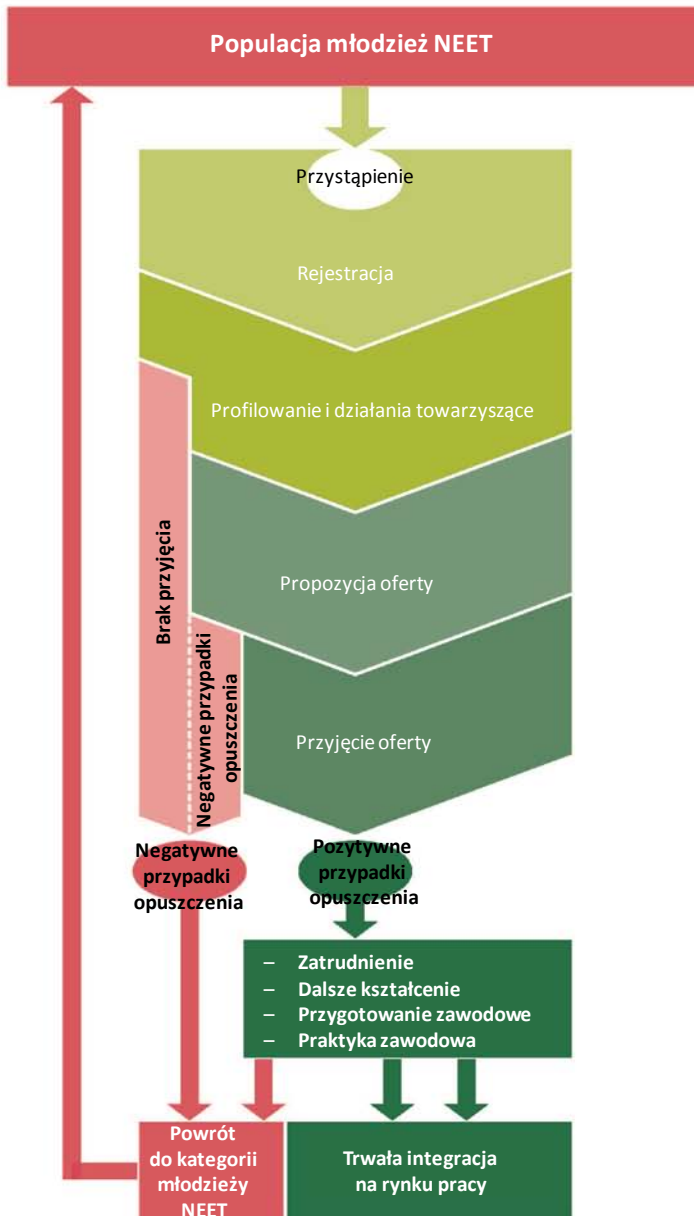 Populacja młodzież NEET
Przystąpienie
Rejestracja
Profilowanie i działania towarzyszące
Brak przyjęcia
Propozycja oferty
Negatywne przypadki
opuszczenia
Przyjęcie oferty
Negatywne
przypadki
opuszczenia
Pozytywne
przypadki
opuszczenia
– Zatrudnienie
– Dalsze kształcenie
– Przygotowanie zawodowe
– Praktyka zawodowa
Powrót
do kategorii
młodzieży
NEET
Trwała integracja
na rynku pracy